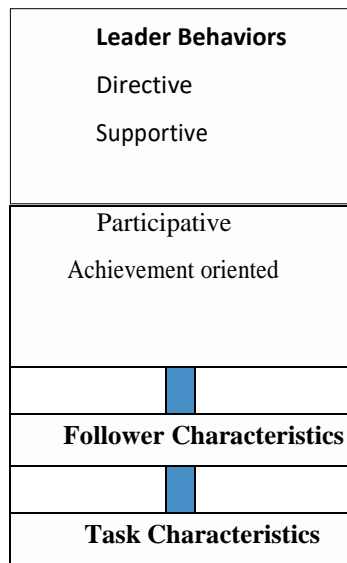 Leader Behaviors
Directive
Supportive
Participative
Achievement oriented
Follower Characteristics
Task Characteristics